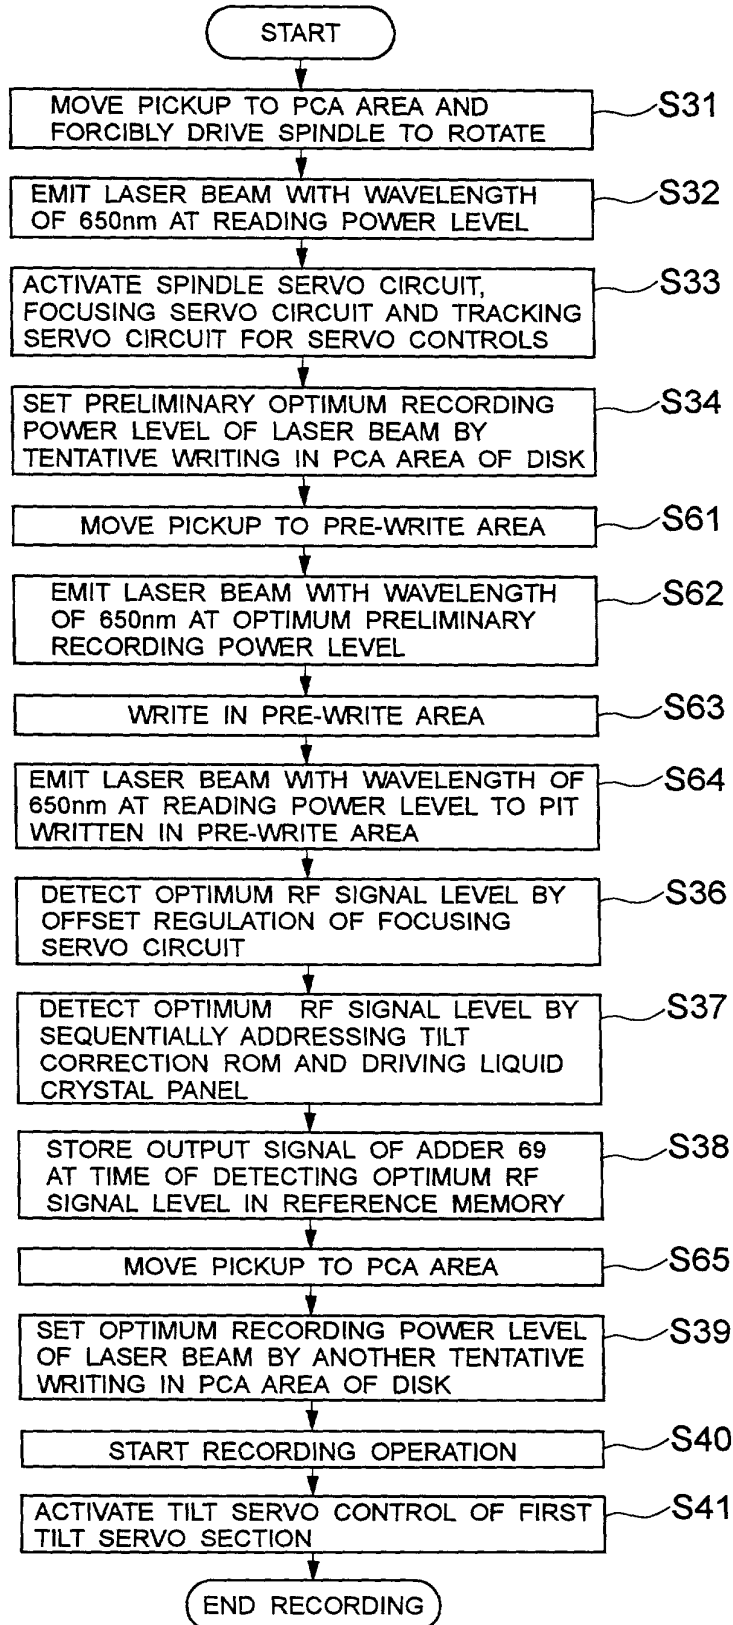 START
MOVE PICKUP TO PCA AREA AND
FORCIBLY DRIVE SPINDLE TO ROTATE
S31
EMIT LASER BEAM WITH WAVELENGTH
OF 650nm AT READING POWER LEVEL
S32
ACTIVATE SPINDLE SERVO CIRCUIT,
FOCUSING SERVO CIRCUIT AND TRACKING
SERVO CIRCUIT FOR SERVO CONTROLS
S33
SET PRELIMINARY OPTIMUM RECORDING
POWER LEVEL OF LASER BEAM BY
TENTATIVE WRITING IN PCA AREA OF DISK
S34
MOVE PICKUP TO PRE-WRITE AREA
S61
EMIT LASER BEAM WITH WAVELENGTH
OF 650nm AT OPTIMUM PRELIMINARY
RECORDING POWER LEVEL
S62
WRITE IN PRE-WRITE AREA
S63
EMIT LASER BEAM WITH WAVELENGTH OF
650nm AT READING POWER LEVEL TO PIT
WRITTEN IN PRE-WRITE AREA
S64
DETECT OPTIMUM RF SIGNAL LEVEL BY
OFFSET REGULATION OF FOCUSING
SERVO CIRCUIT
S36
DETECT OPTIMUM RF SIGNAL LEVEL BY
SEQUENTIALLY ADDRESSING TILT
CORRECTION ROM AND DRIVING LIQUID
CRYSTAL PANEL
S37
STORE OUTPUT SIGNAL OF ADDER 69
AT TIME OF DETECTING OPTIMUM RF
SIGNAL LEVEL IN REFERENCE MEMORY
S38
MOVE PICKUP TO PCA AREA
S65
SET OPTIMUM RECORDING POWER LEVEL
OF LASER BEAM BY ANOTHER TENTATIVE
WRITING IN PCA AREA OF DISK
S39
START RECORDING OPERATION
S40
ACTIVATE TILT SERVO CONTROL OF FIRST
TILT SERVO SECTION
S41
END RECORDING